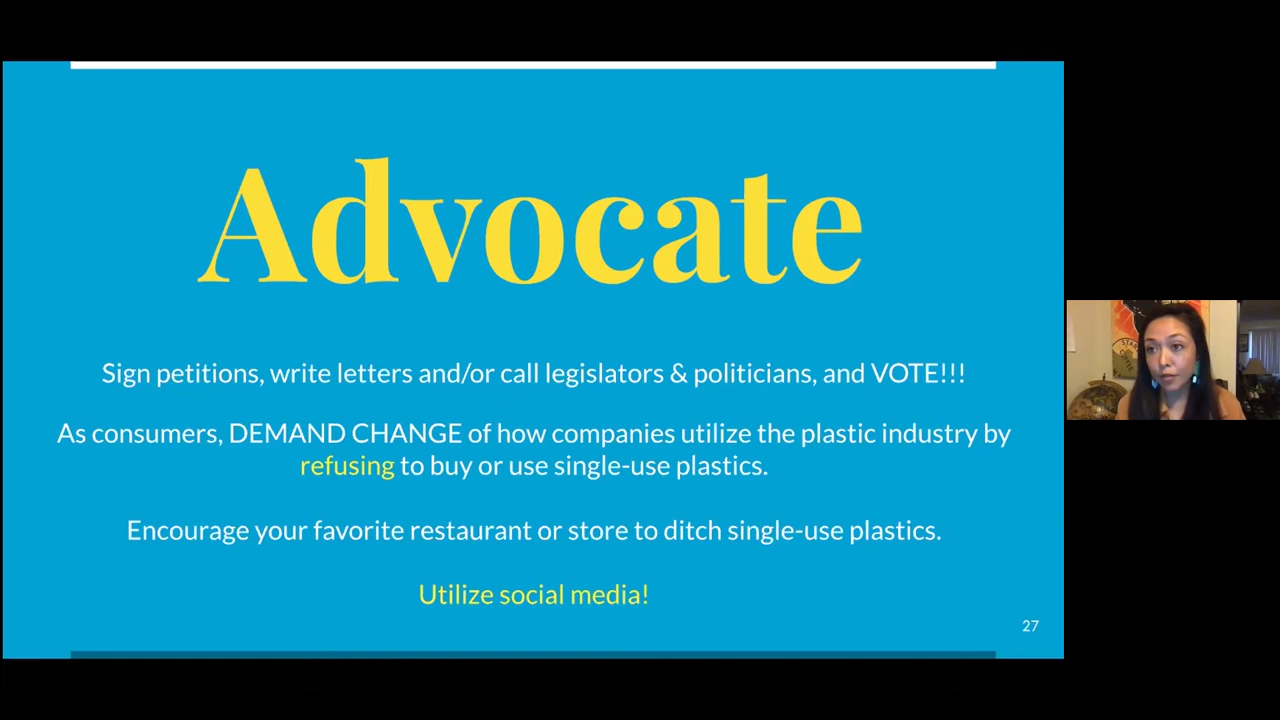 Advocate
Sign petitions, write letters and/or call legislators & politicians, and VOTE!!!
As consumers, DEMAND CHANGE of how companies utilize the plastic industry by
refusing to buy or use single-use plastics.
Encourage your favorite restaurant or store to ditch single-use plastics.
Utilize social media!
27